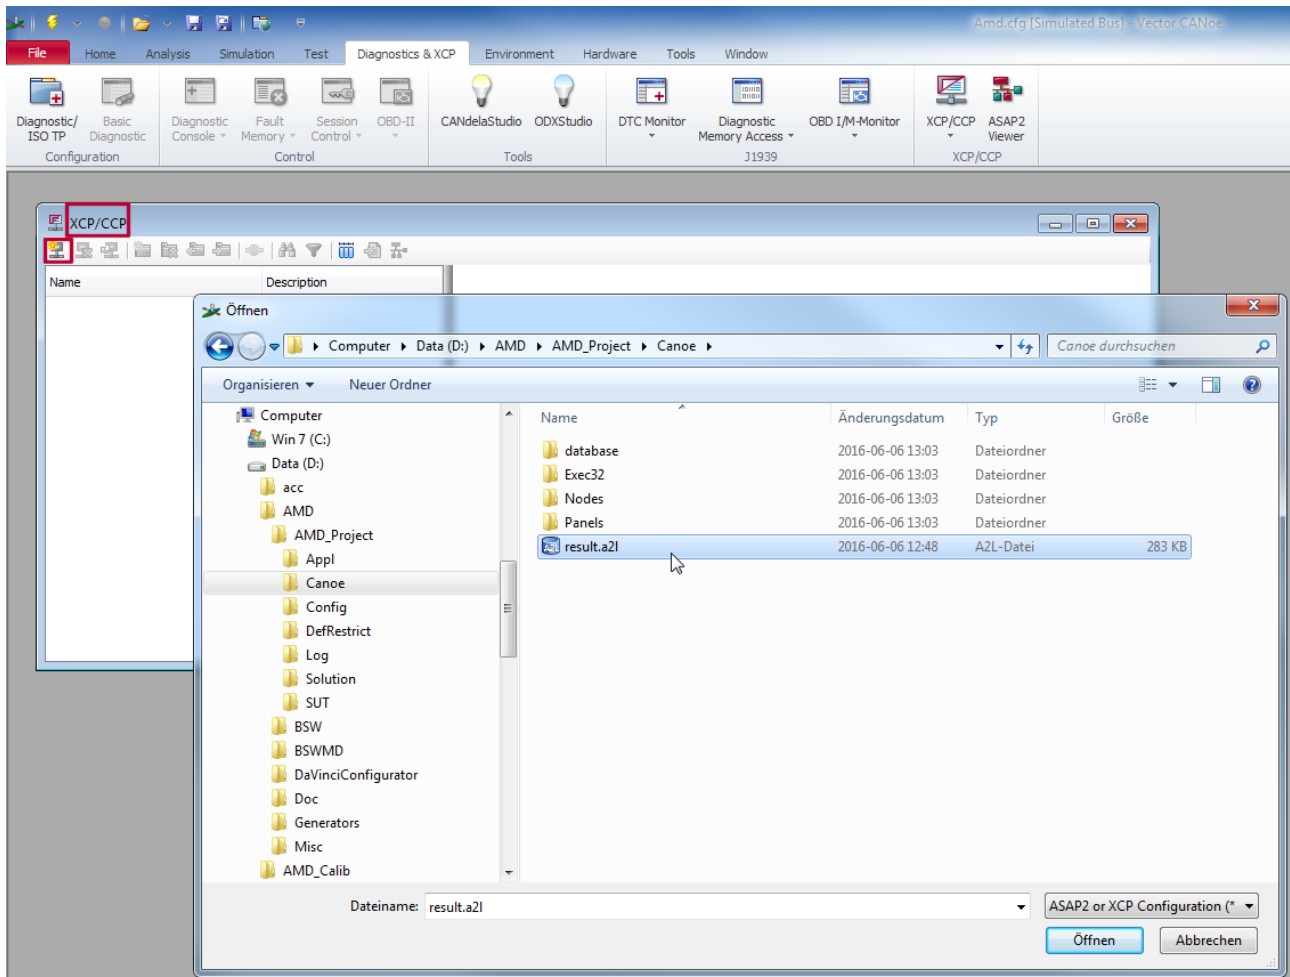 Amd.cfg [Simulated Bus] - Vector CANoe
File Home Analysis Simulation Test Diagnostics & XCP Environment Hardware Tools Window
Diagnostic/ ISO TP
Basic Diagnostic
Diagnostic Console
Fault Memory
Session Control
OBD-II
CANdelaStudio
ODXStudio
DTC Monitor
Diagnostic Memory Access
OBD I/M-Monitor
XCP/CCP
ASAP2 Viewer
Configuration Control Tools J1939 XCP/CCP
XCP/CCP
Name Description
Öffnen
Computer Data (D:) AMD AMD_Project Canoe
Canoe durchsuchen
Organisieren Neuer Ordner
Computer
Win 7 (C:)
Data (D:)
acc
AMD
AMD_Project
Appl
Canoe
Config
DefRestrict
Log
Solution
SUT
BSW
BSWMD
DaVinciConfigurator
Doc
Generators
Misc
AMD_Calib
Name Änderungsdatum Typ Größe
database 2016-06-06 13:03 Dateiordner
Exec32 2016-06-06 13:03 Dateiordner
Nodes 2016-06-06 13:03 Dateiordner
Panels 2016-06-06 13:03 Dateiordner
result.a2l 2016-06-06 12:48 A2L-Datei 283 KB
Dateiname: result.a2l
ASAP2 or XCP Configuration (*
Öffnen Abbrechen